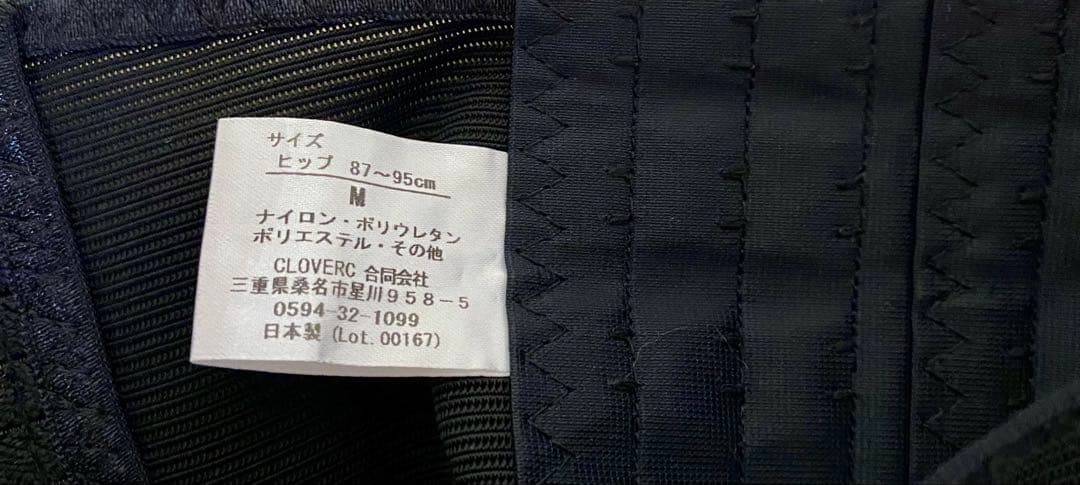 サイズ
ヒップ 87～95cm
M
ナイロン・ポリウレタン
ポリエステル・その他
CLOVERC 合同会社
三重県桑名市星川958-5
0594-32-1099
日本製 (Lot. 00167)